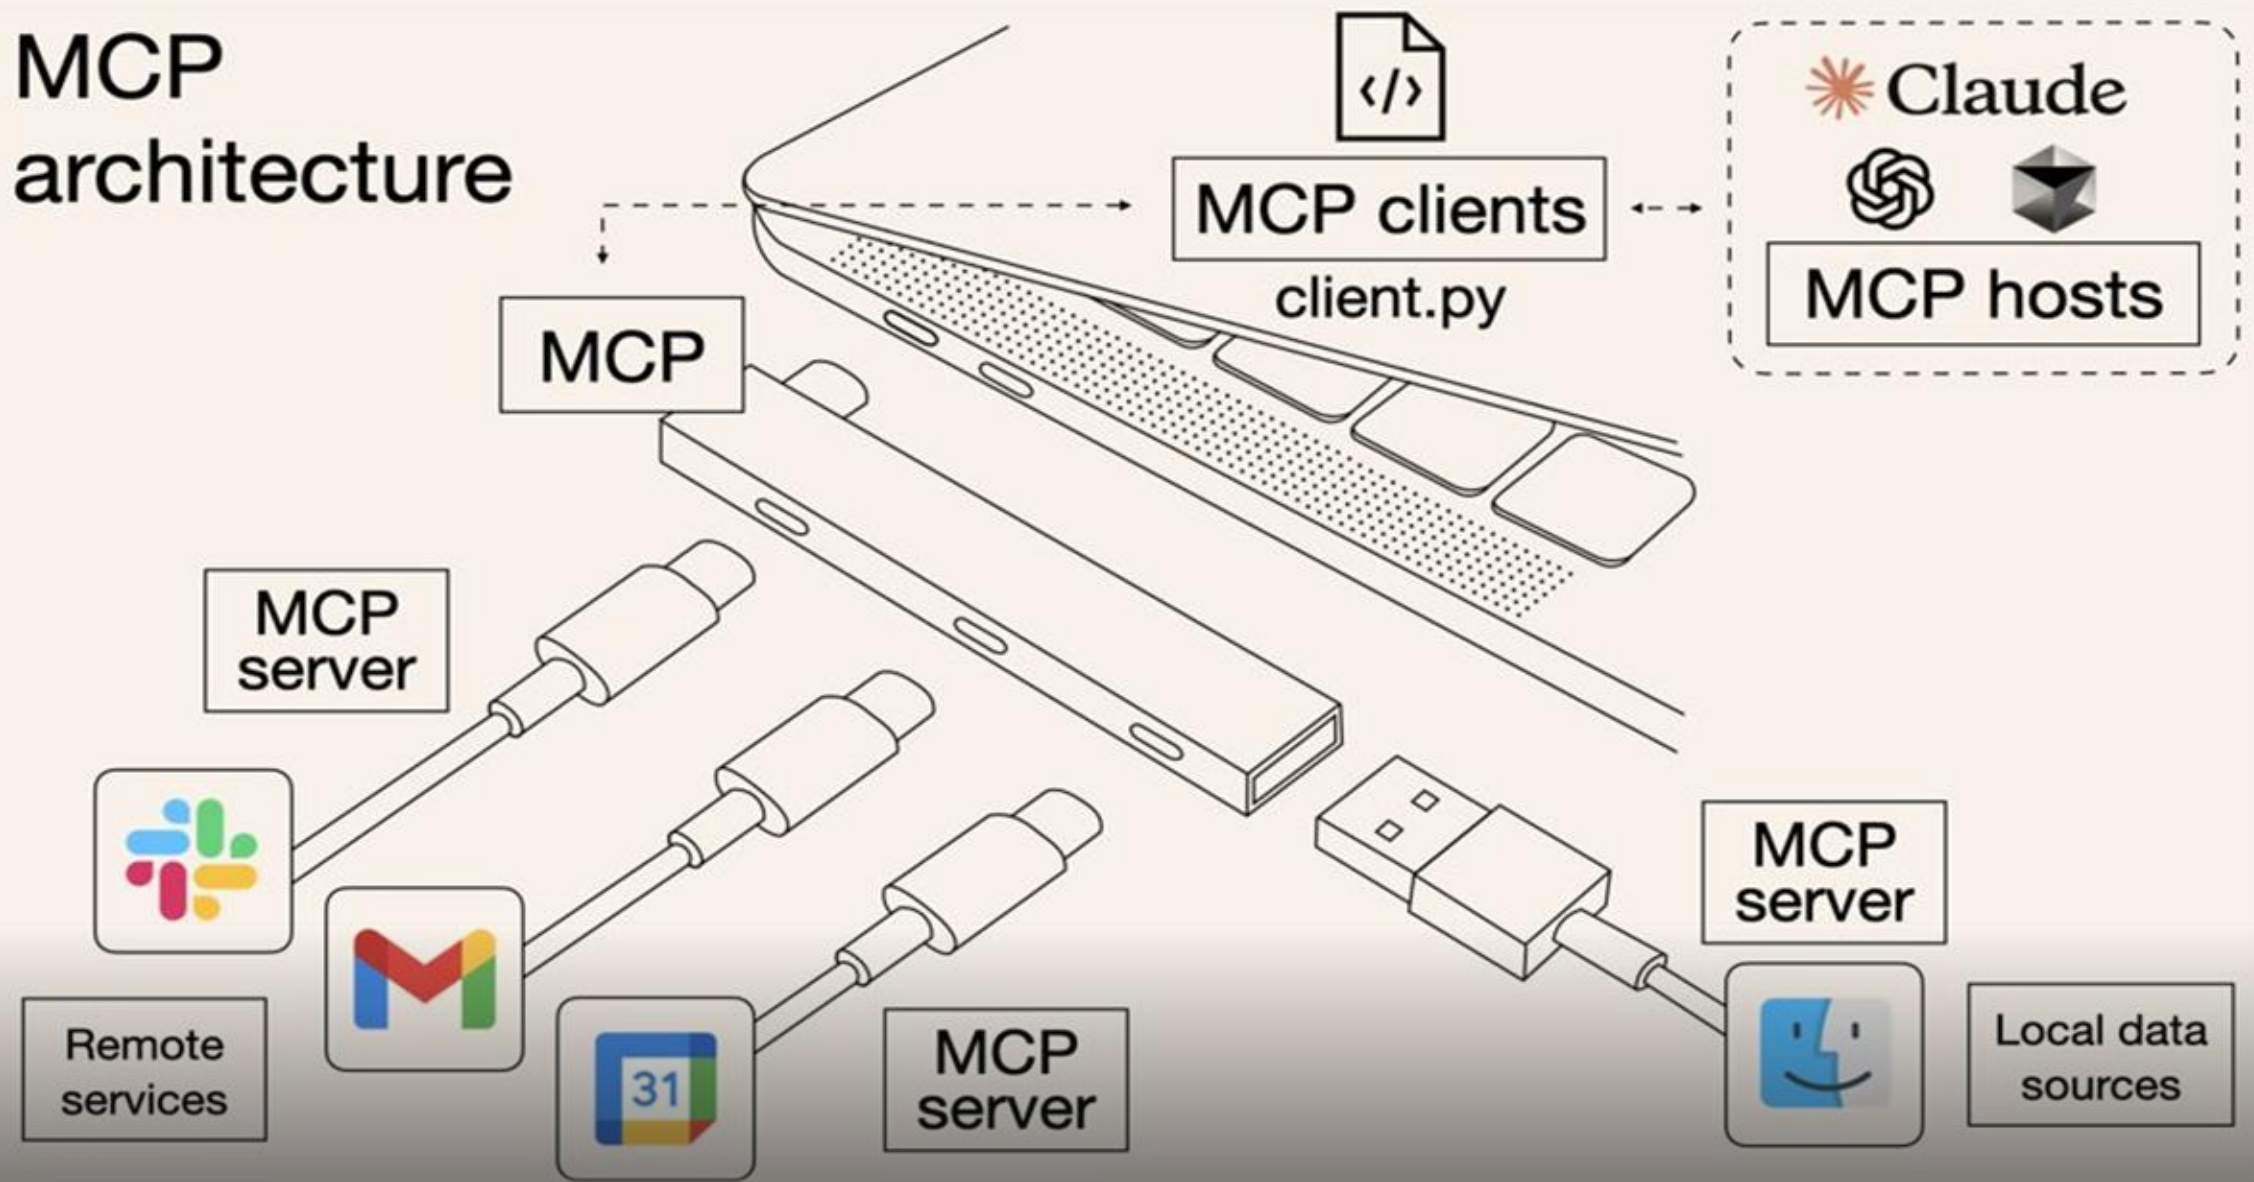 MCP
architecture
MCP clients
client.py
Claude
MCP hosts
MCP
MCP
server
Remote
services
31
MCP
server
MCP
server
Local data
sources